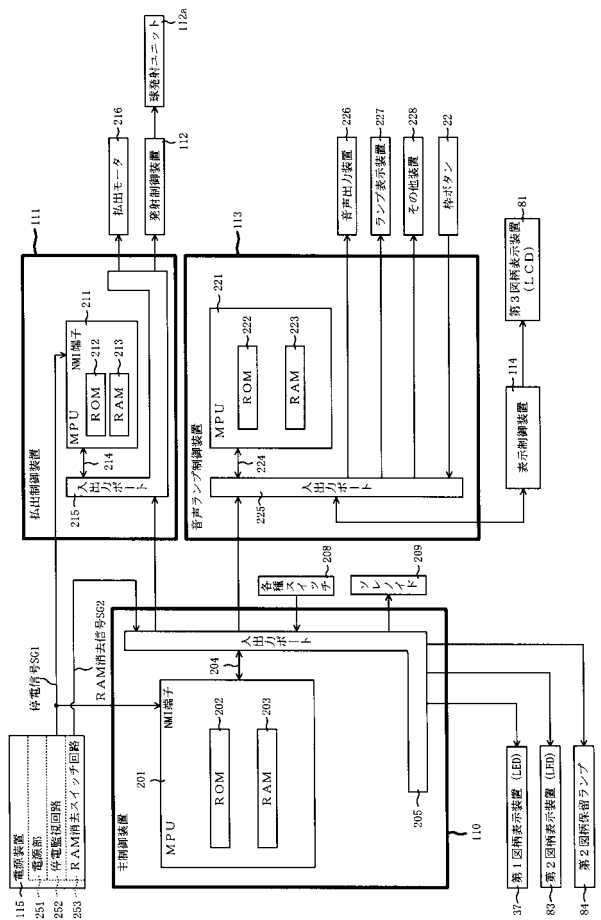 115
電源装置
251
電源部
252
停電監視回路
253
RAM消去スイッチ回路
停電信号SG1
RAM消去信号SG2
111
払出制御装置
211
NMI端子
MPU
212
ROM
213
RAM
214
215
入出力ポート
216
払出モータ
112
発射制御装置
112a
球発射ユニット
主制御装置
201
NMI端子
MPU
202
ROM
203
RAM
204
入出力ポート
205
110
208
各種スイッチ
209
ソレノイド
113
音声ランプ制御装置
221
MPU
222
ROM
223
RAM
224
225
入出力ポート
226
音声出力装置
227
ランプ表示装置
228
その他装置
22
枠ボタン
114
表示制御装置
81
第3図柄表示装置
(LCD)
37
第1図柄表示装置(LED)
83
第2図柄表示装置(LED)
84
第2図柄保留ランプ